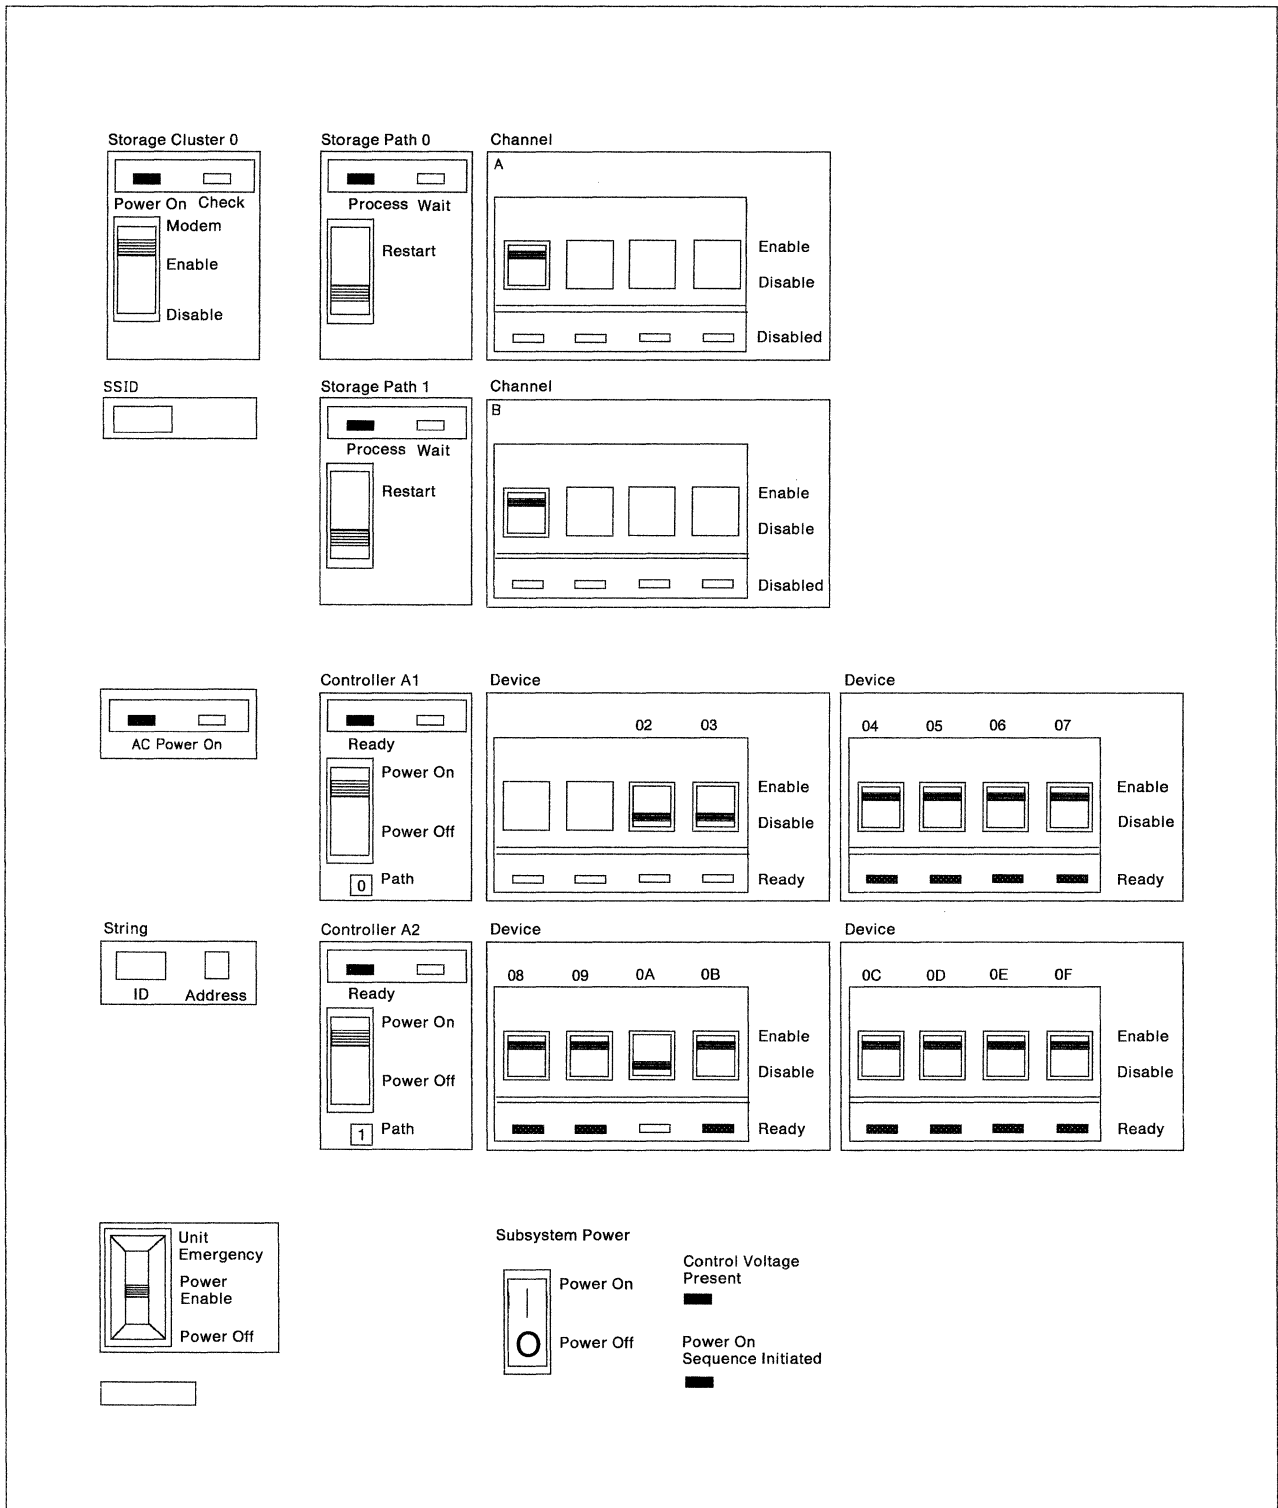 Storage Cluster 0
Power On Check
Modem
Enable
Disable
Storage Path 0
Process Wait
Restart
Channel
A
Enable
Disable
Disabled
SSID
Storage Path 1
Process Wait
Restart
Channel
B
Enable
Disable
Disabled
AC Power On
Controller A1
Ready
Power On
Power Off
0 Path
Device
02 03
Enable
Disable
Ready
Device
04 05 06 07
Enable
Disable
Ready
String
ID Address
Controller A2
Ready
Power On
Power Off
1 Path
Device
08 09 0A 0B
Enable
Disable
Ready
Device
0C 0D 0E 0F
Enable
Disable
Ready
Unit
Emergency
Power
Enable
Power Off
Subsystem Power
Power On
Power Off
Control Voltage
Present
Power On
Sequence Initiated